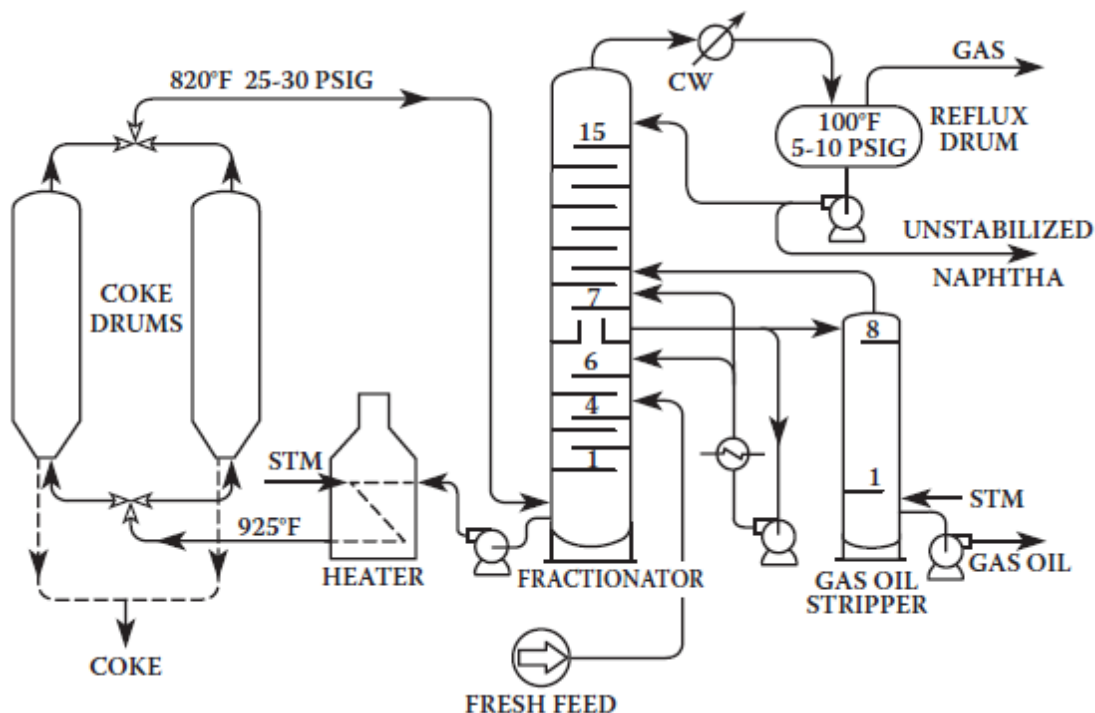 820°F 25-30 PSIG
CW
GAS
REFLUX
DRUM
100°F
5-10 PSIG
15
UNSTABILIZED
NAPHTHA
COKE
DRUMS
7
8
6
4
1
STM
1
STM
925°F
HEATER
FRACTIONATOR
GAS OIL
GAS OIL
STRIPPER
COKE
FRESH FEED